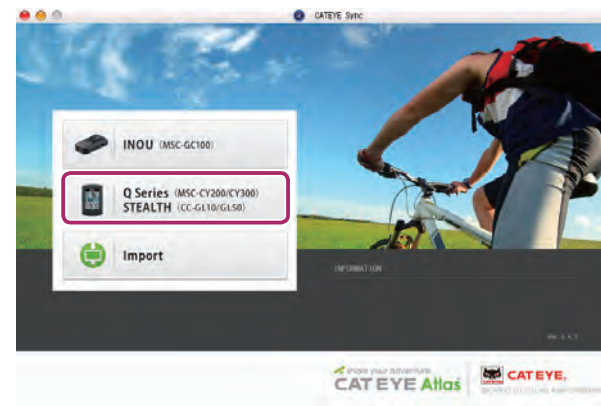 CATEYE Sync
INOU (MSC-GC100)
Q Series (MSC-CY200/CY300)
STEALTH (CC-GL10/GL50)
Import
INFORMATION
share your adventure
CATEYE Atlas
CATEYE
CATEYE®